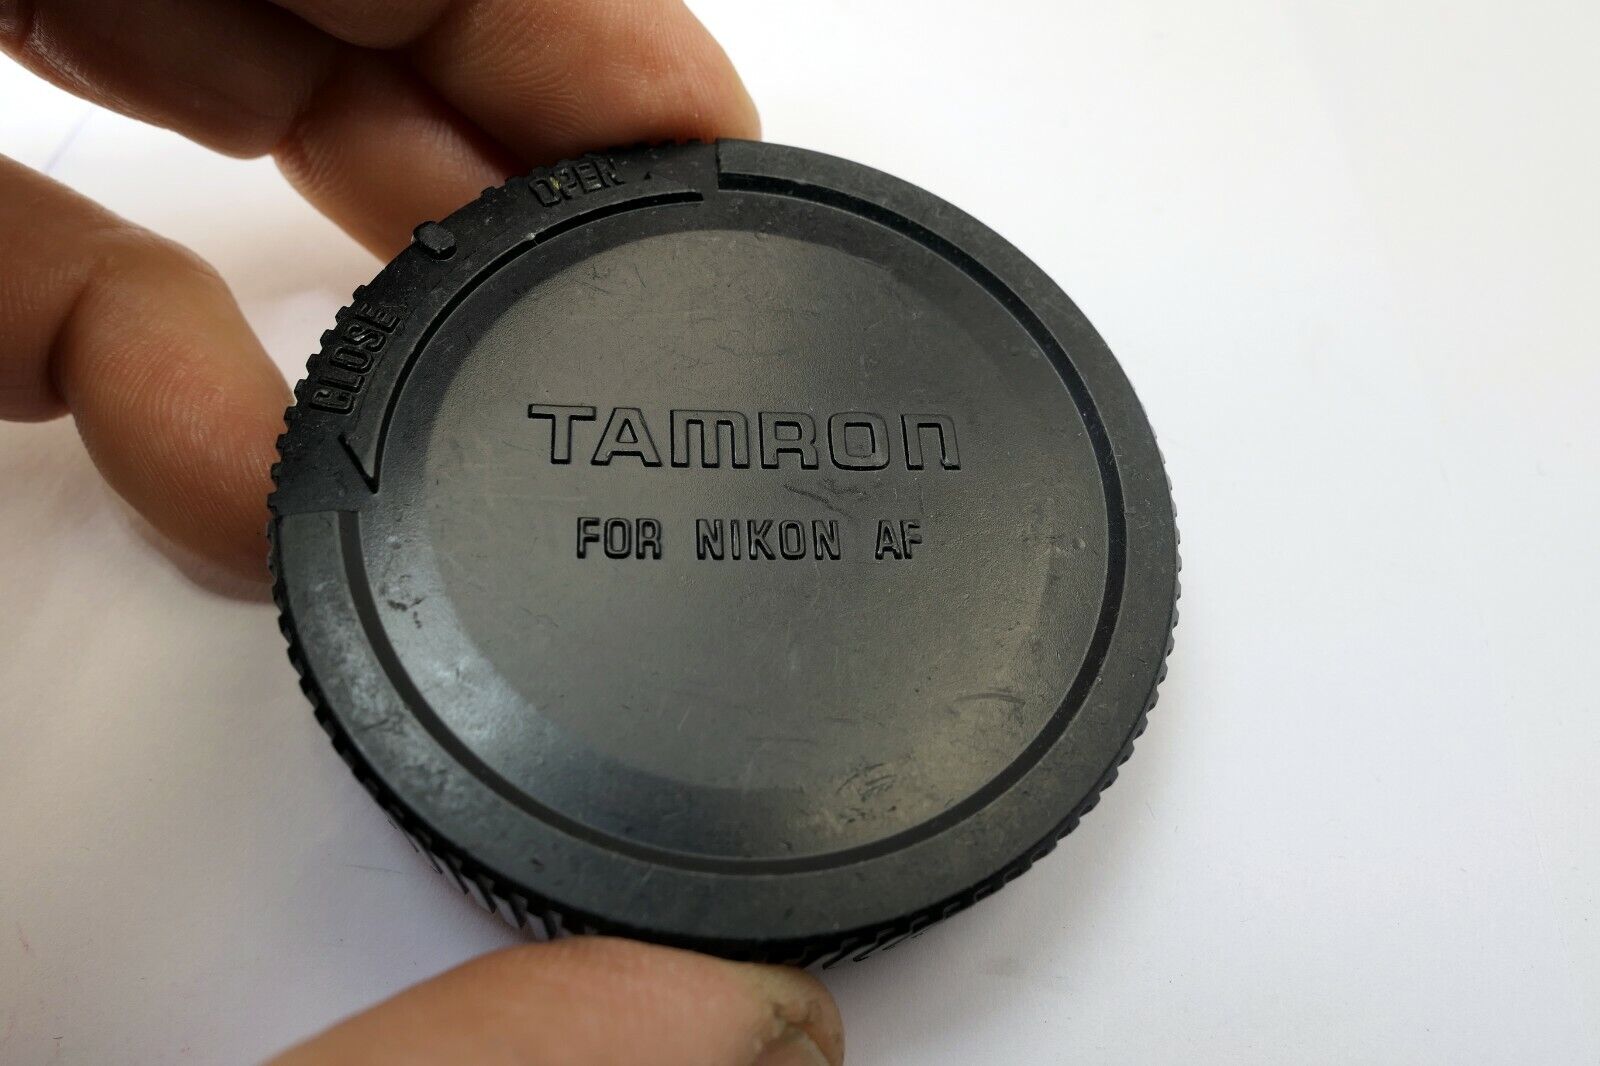 OPEN
CLOSE
TAMRON
FOR NIKON AF